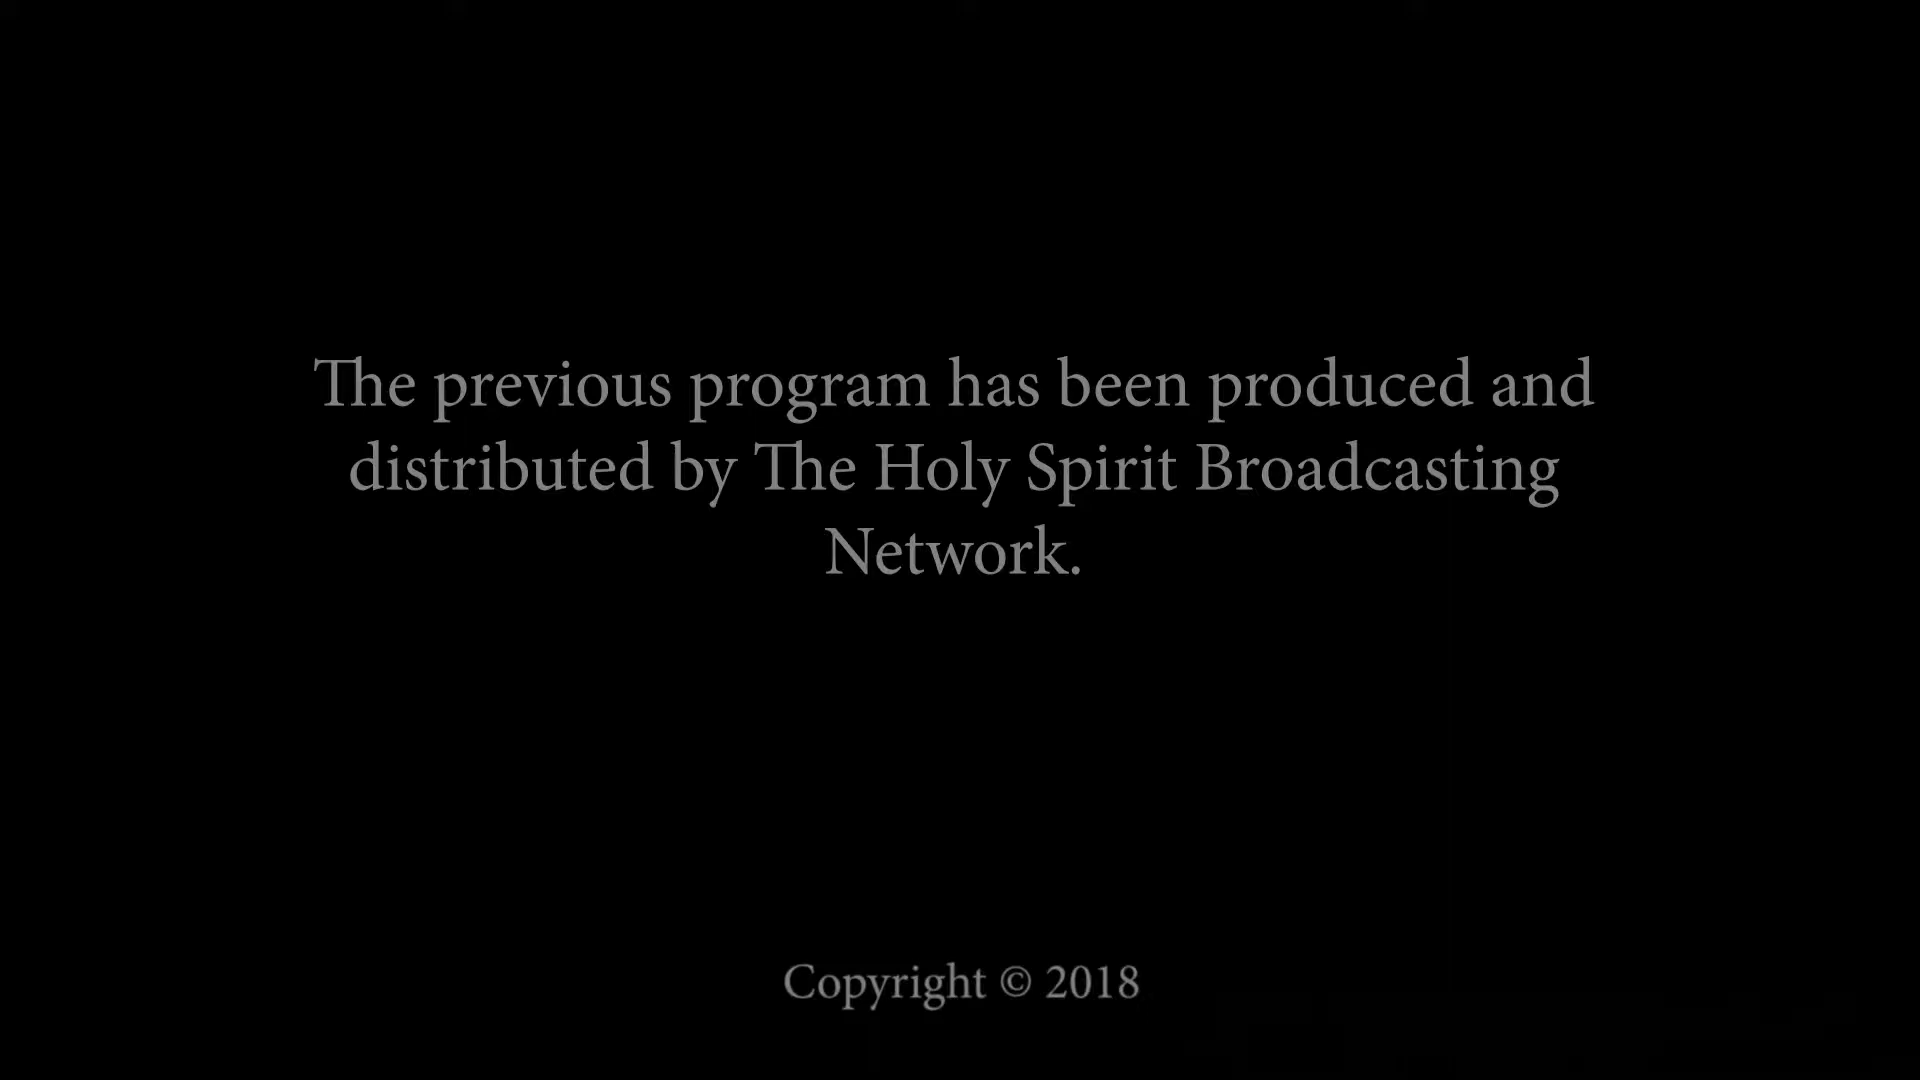 The previous program has been produced and
distributed by The Holy Spirit Broadcasting
Network.
Copyright © 2018